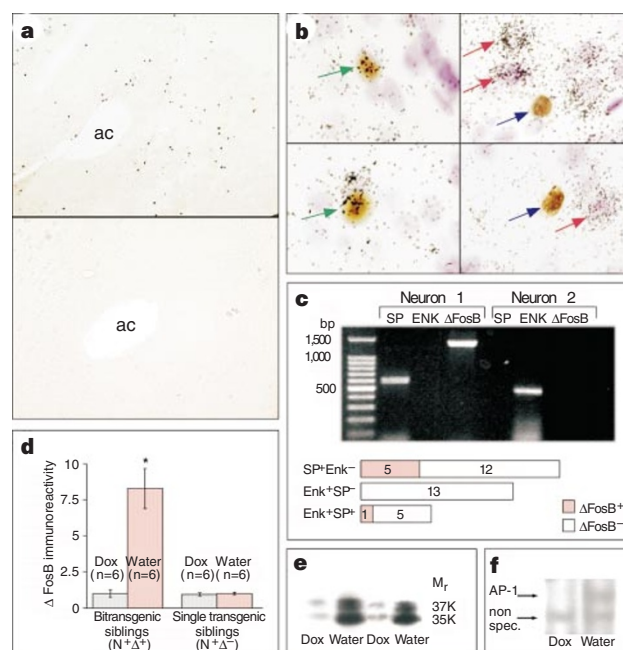 a
ac
ac
b
c
Neuron 1 Neuron 2
bp SP ENK ΔFosB SP ENK ΔFosB
1,500
1,000
500
SP+Enk− 5 12
Enk+SP− 13
Enk+SP+ 1 5
ΔFosB+
ΔFosB−
d
Δ FosB immunoreactivity
10.0
7.5
5.0
2.5
0
*
Dox Water Dox Water
(n=6) (n=6) (n=6) (n=6)
Bitransgenic siblings (N+Δ+)
Single transgenic siblings (N+Δ−)
e
Mr
37K
35K
Dox Water Dox Water
f
AP-1
non
spec.
Dox Water